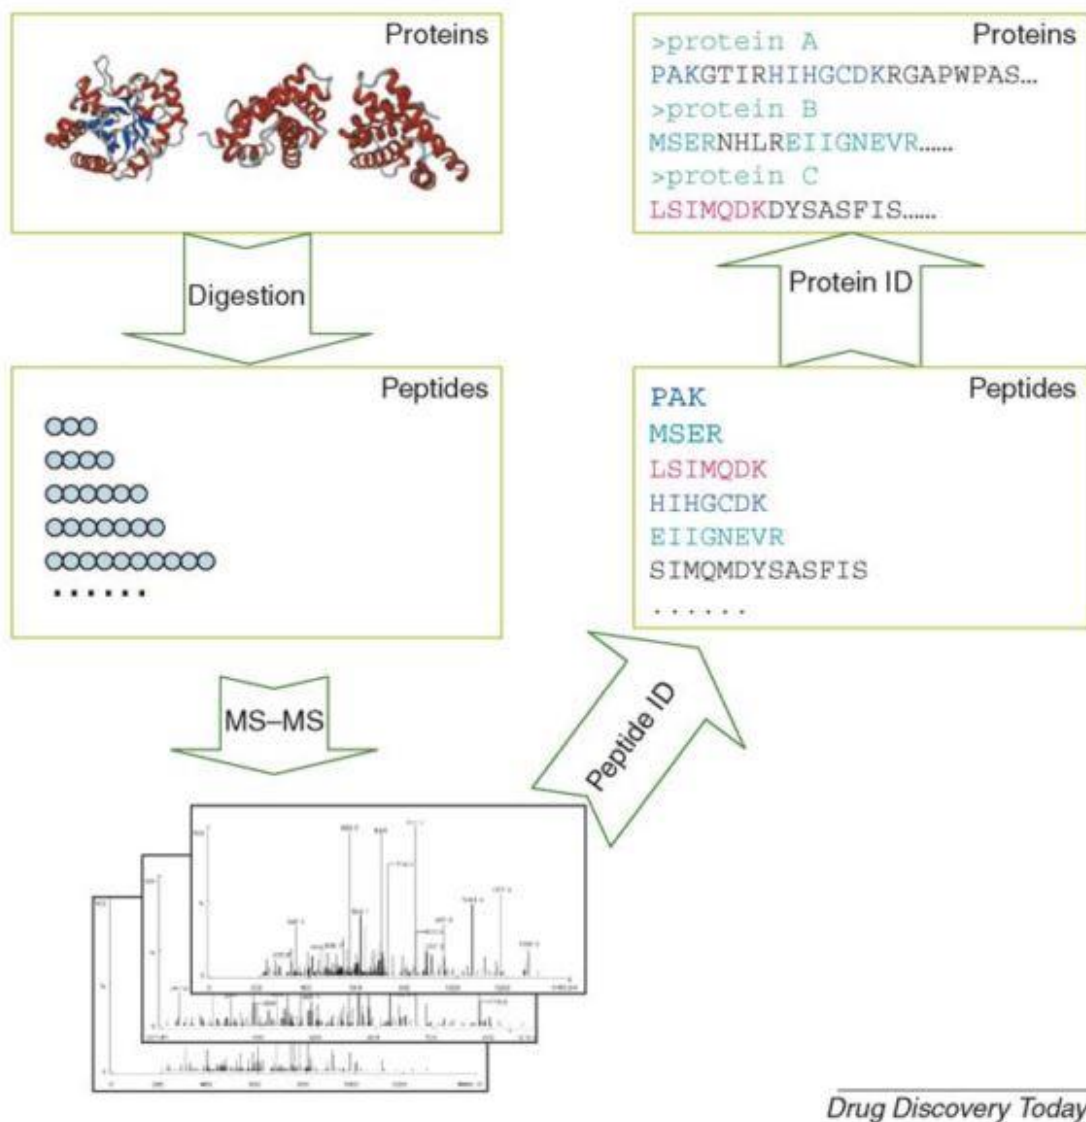 Proteins
Digestion
Peptides
......
MS–MS
Peptide ID
Peptides
PAK
MSER
LSIMQDK
HIHGCDK
EIIGNEVR
SIMQMDYSASFIS
......
Protein ID
Proteins
>protein A
PAKGTIRHIHGCDKRGAPWPAS…
>protein B
MSERNHLREIIGNEVR……
>protein C
LSIMQDKDYSASFIS……
Drug Discovery Today